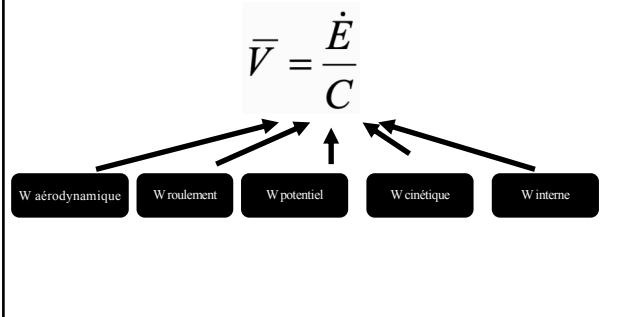 V̅ = Ė / C
W aérodynamique
W roulement
W potentiel
W cinétique
W interne